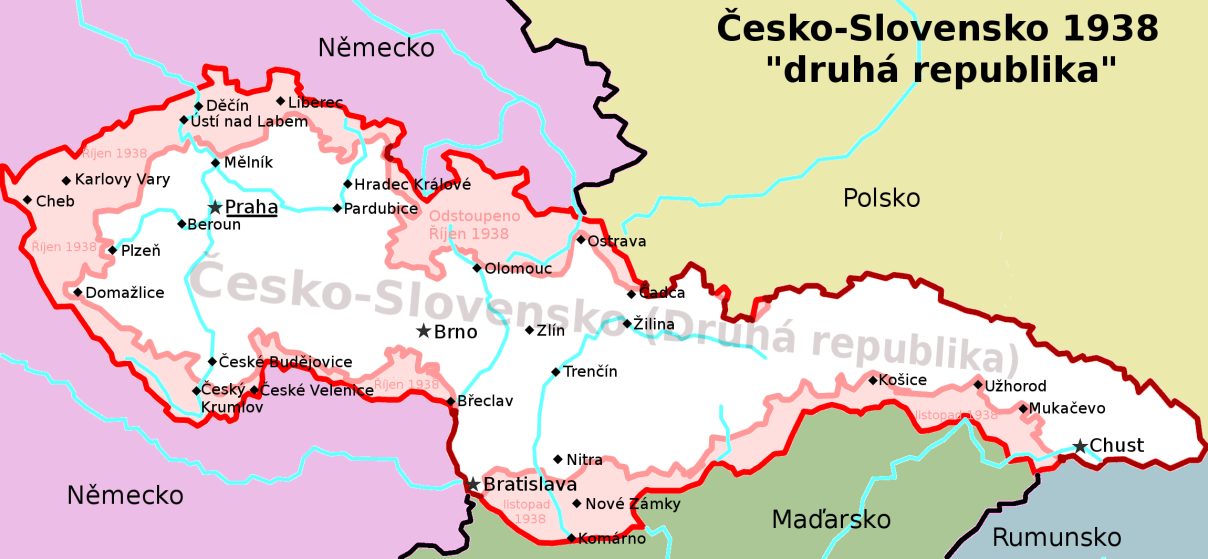 Česko-Slovensko 1938
"druhá republika"
Německo
Děčín
Liberec
Ústí nad Labem
Říjen 1938
Mělník
Karlovy Vary
Hradec Králové
Cheb
Praha
Pardubice
Polsko
Beroun
Odstoupeno
Říjen 1938
Říjen 1938
Plzeň
Ostrava
Olomouc
Domažlice
Čadca
Česko-Slovensko (Druhá republika)
Brno
Zlín
Žilina
České Budějovice
Trenčín
Říjen 1938
Košice
Užhorod
Český
Krumlov
České Velenice
Břeclav
Mukačevo
listopad 1938
Chust
Nitra
Bratislava
Německo
listopad
1938
Nové Zámky
Maďarsko
Komárno
Rumunsko